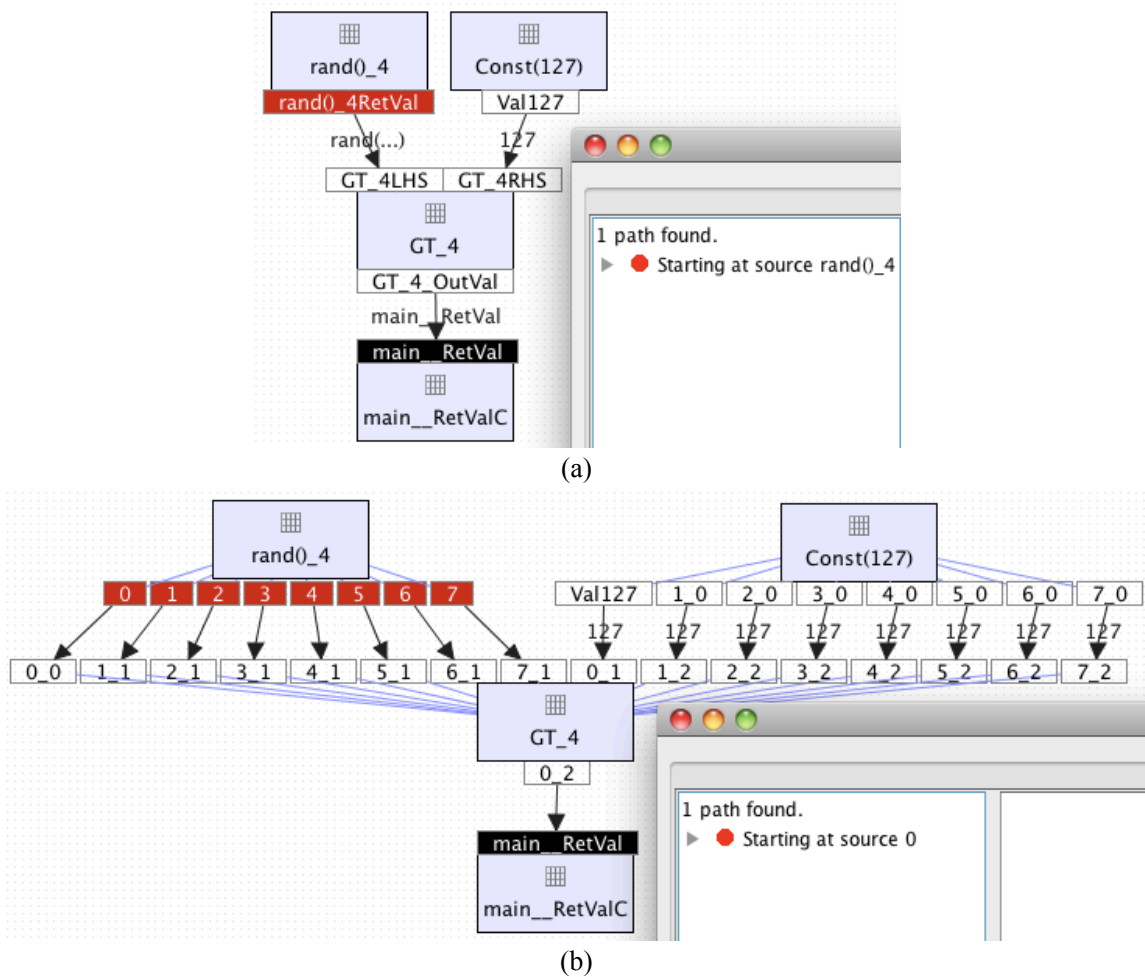 rand()_4 Const(127)
rand()_4RetVal Val127
rand(...) 127
GT_4LHS GT_4RHS
GT_4
GT_4_OutVal
main__RetVal
main__RetVal
main__RetValC
1 path found.
Starting at source rand()_4
(a)
rand()_4 Const(127)
0 1 2 3 4 5 6 7 Val127 1_0 2_0 3_0 4_0 5_0 6_0 7_0
127 127 127 127 127 127 127 127
0_0 1_1 2_1 3_1 4_1 5_1 6_1 7_1 0_1 1_2 2_2 3_2 4_2 5_2 6_2 7_2
GT_4
0_2
main__RetVal
main__RetValC
1 path found.
Starting at source 0
(b)